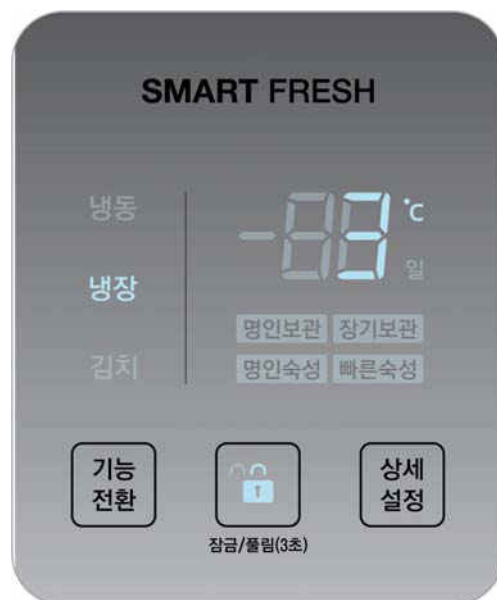 SMART FRESH
냉동
-83 °C
냉장
일
명인보관 장기보관
김치
명인숙성 빠른숙성
기능
전환
상세
설정
잠금/풀림(3초)